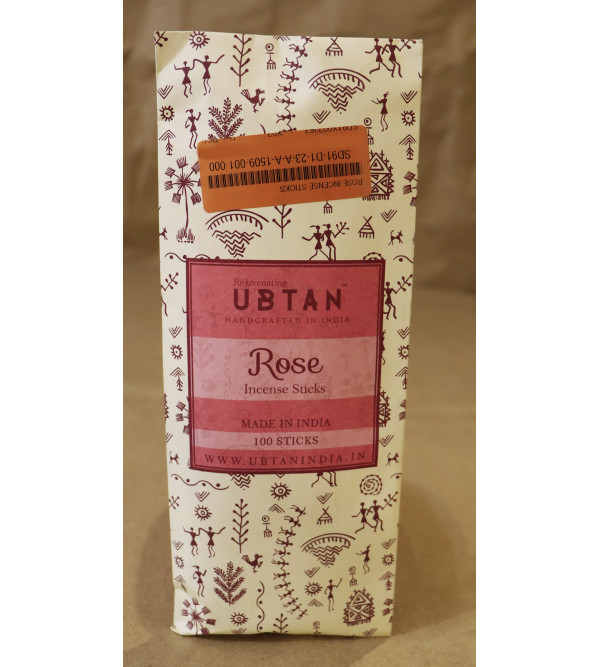 SD91-D1-23-A-A-1509-001-000
ROSE INCENSE STICKS
Rejuvenating
UBTAN™
HANDCRAFTED IN INDIA
Rose
Incense Sticks
MADE IN INDIA
100 STICKS
WWW.UBTANINDIA.IN